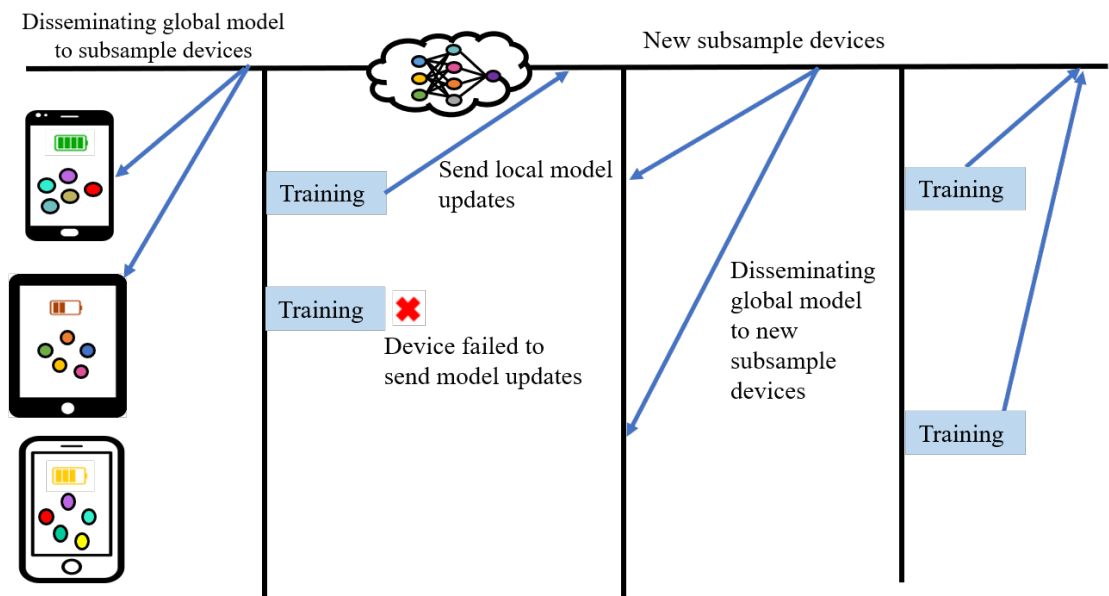 Disseminating global model
to subsample devices
New subsample devices
Training
Send local model
updates
Training
Training
Device failed to
send model updates
Disseminating
global model
to new
subsample
devices
Training